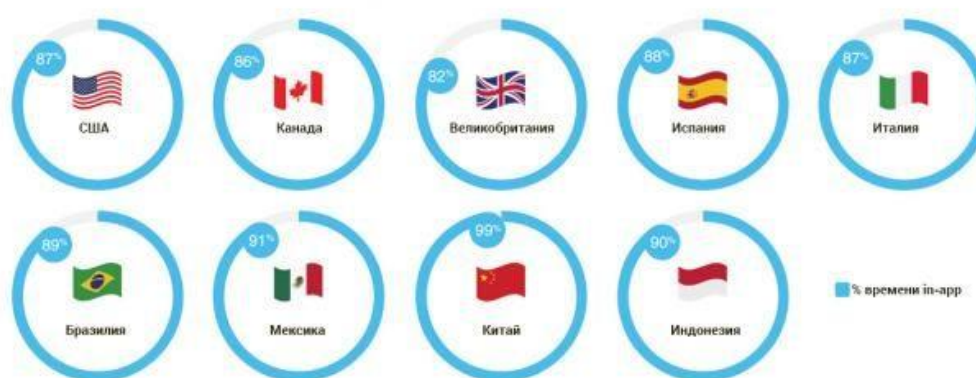 87%
США
86%
Канада
82%
Великобритания
88%
Испания
87%
Италия
89%
Бразилия
91%
Мексика
99%
Китай
90%
Индонезия
% времени in-app